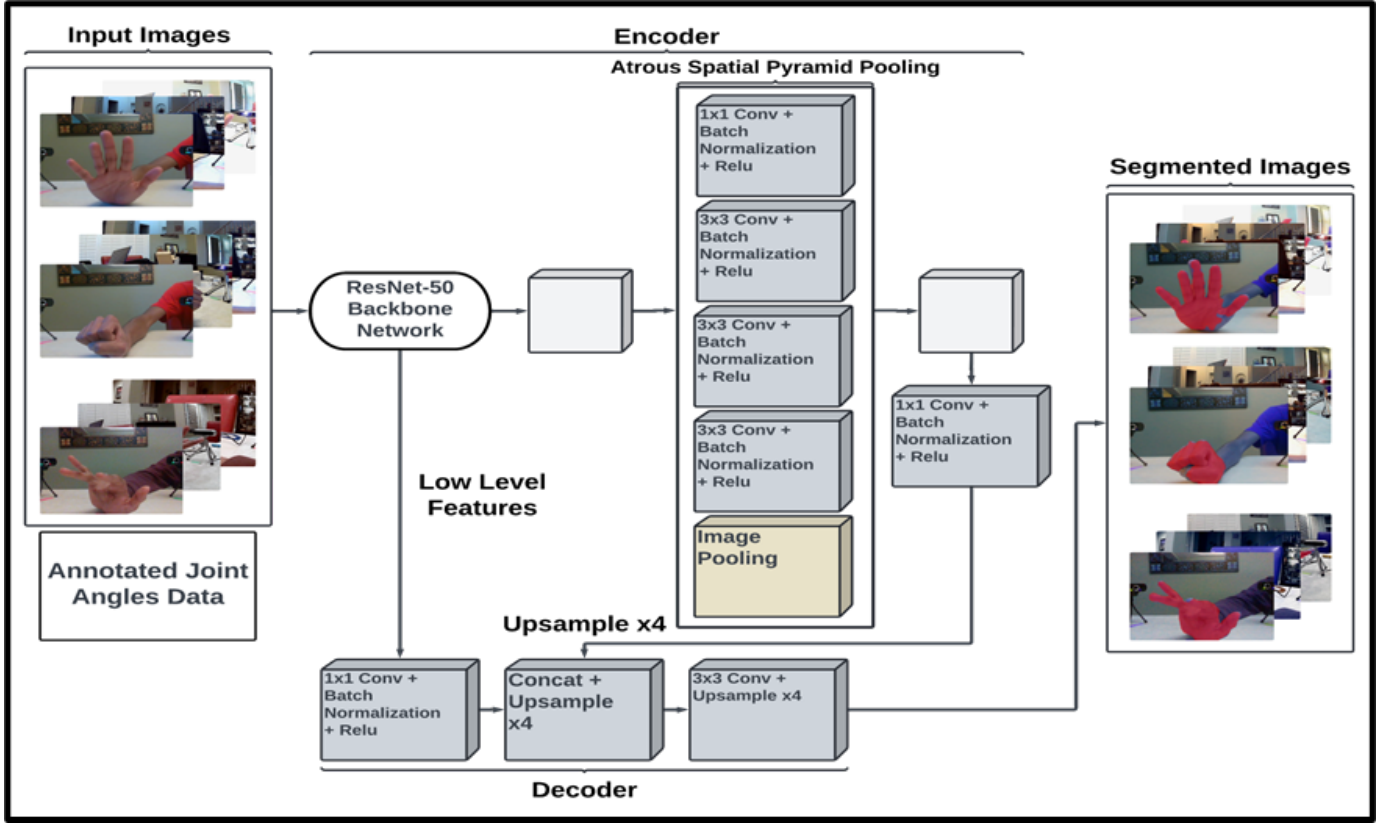 Input Images
Encoder
Atrous Spatial Pyramid Pooling
1x1 Conv +
Batch
Normalization
+ Relu
3x3 Conv +
Batch
Normalization
+ Relu
3x3 Conv +
Batch
Normalization
+ Relu
3x3 Conv +
Batch
Normalization
+ Relu
Image
Pooling
ResNet-50
Backbone
Network
1x1 Conv +
Batch
Normalization
+ Relu
Segmented Images
Low Level
Features
Annotated Joint
Angles Data
Upsample x4
1x1 Conv +
Batch
Normalization
+ Relu
Concat +
Upsample
x4
3x3 Conv +
Upsample x4
Decoder